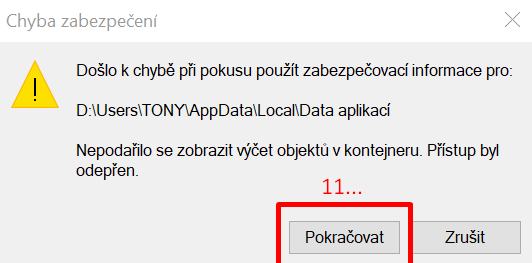 Chyba zabezpečení
Došlo k chybě při pokusu použít zabezpečovací informace pro:
D:\Users\TONY\AppData\Local\Data aplikací
Nepodařilo se zobrazit výčet objektů v kontejneru. Přístup byl
odepřen.
11...
Pokračovat
Zrušit